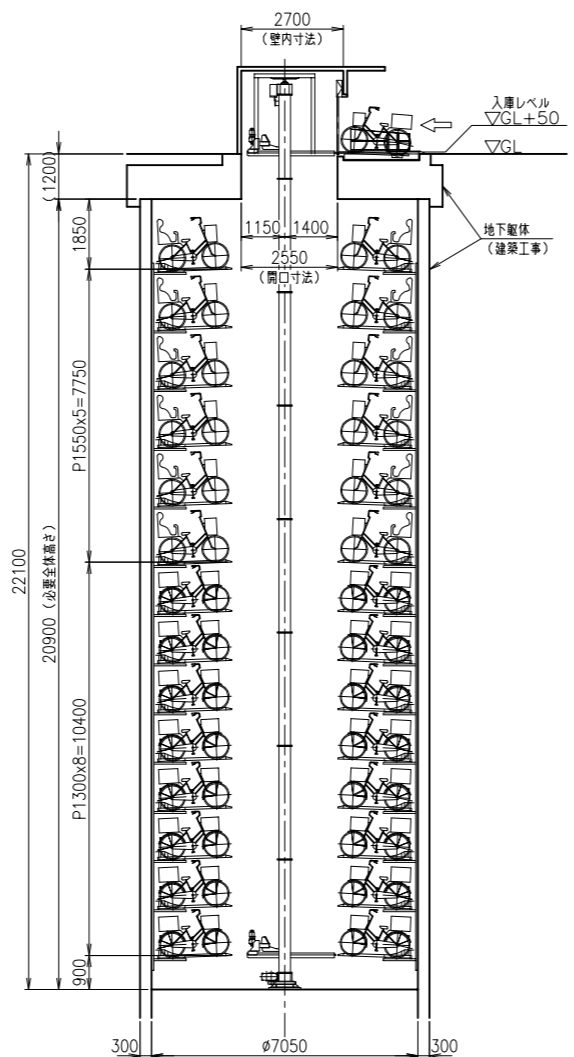 2700
(壁内寸法)
入庫レベル
▽GL+50
▽GL
(1200)
1850
1150
1400
2550
(開口寸法)
地下躯体
(建築工事)
P1550x5=7750
22100
20900(必要全体高さ)
P1300x8=10400
900
300
ø7050
300